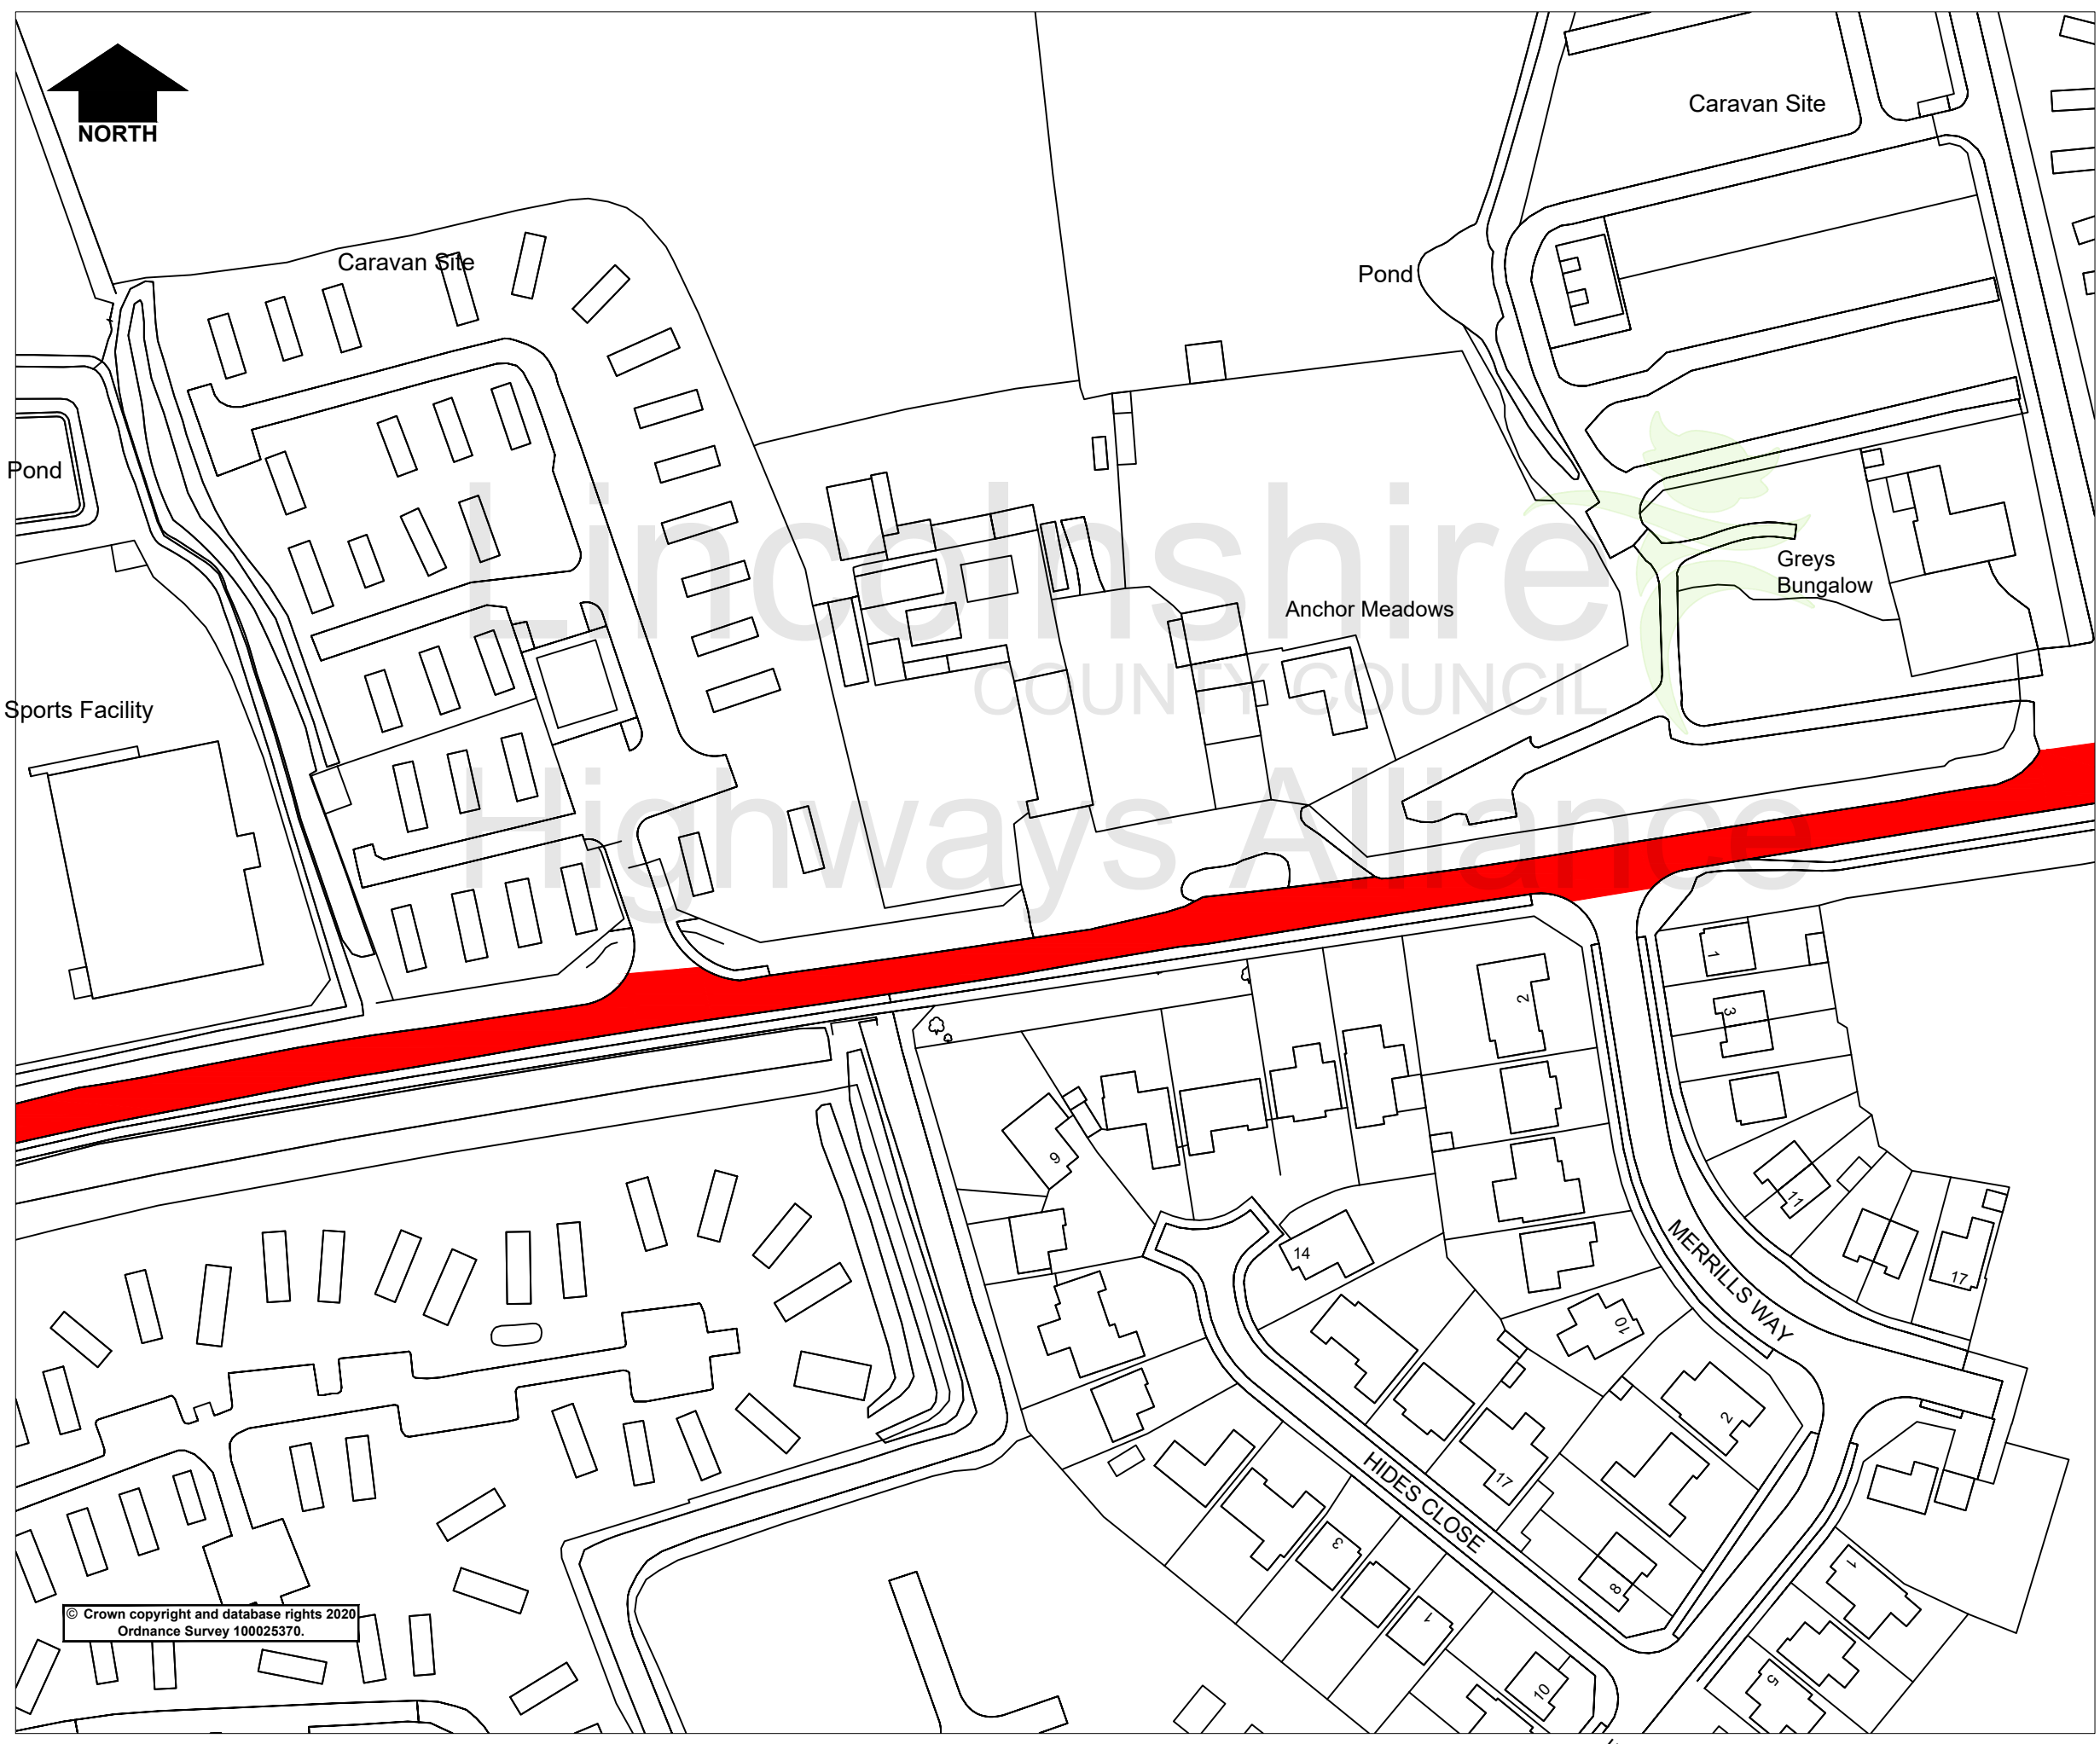 NORTH
Caravan Site
Caravan Site
Pond
Pond
Lincolnshire
COUNTY COUNCIL
Highways Alliance
Greys
Bungalow
Anchor Meadows
Sports Facility
1
3
2
9
11
17
14
10
2
MERRILLS WAY
17
HIDES CLOSE
3
8
1
1
10
5
© Crown copyright and database rights 2020
Ordnance Survey 100025370.